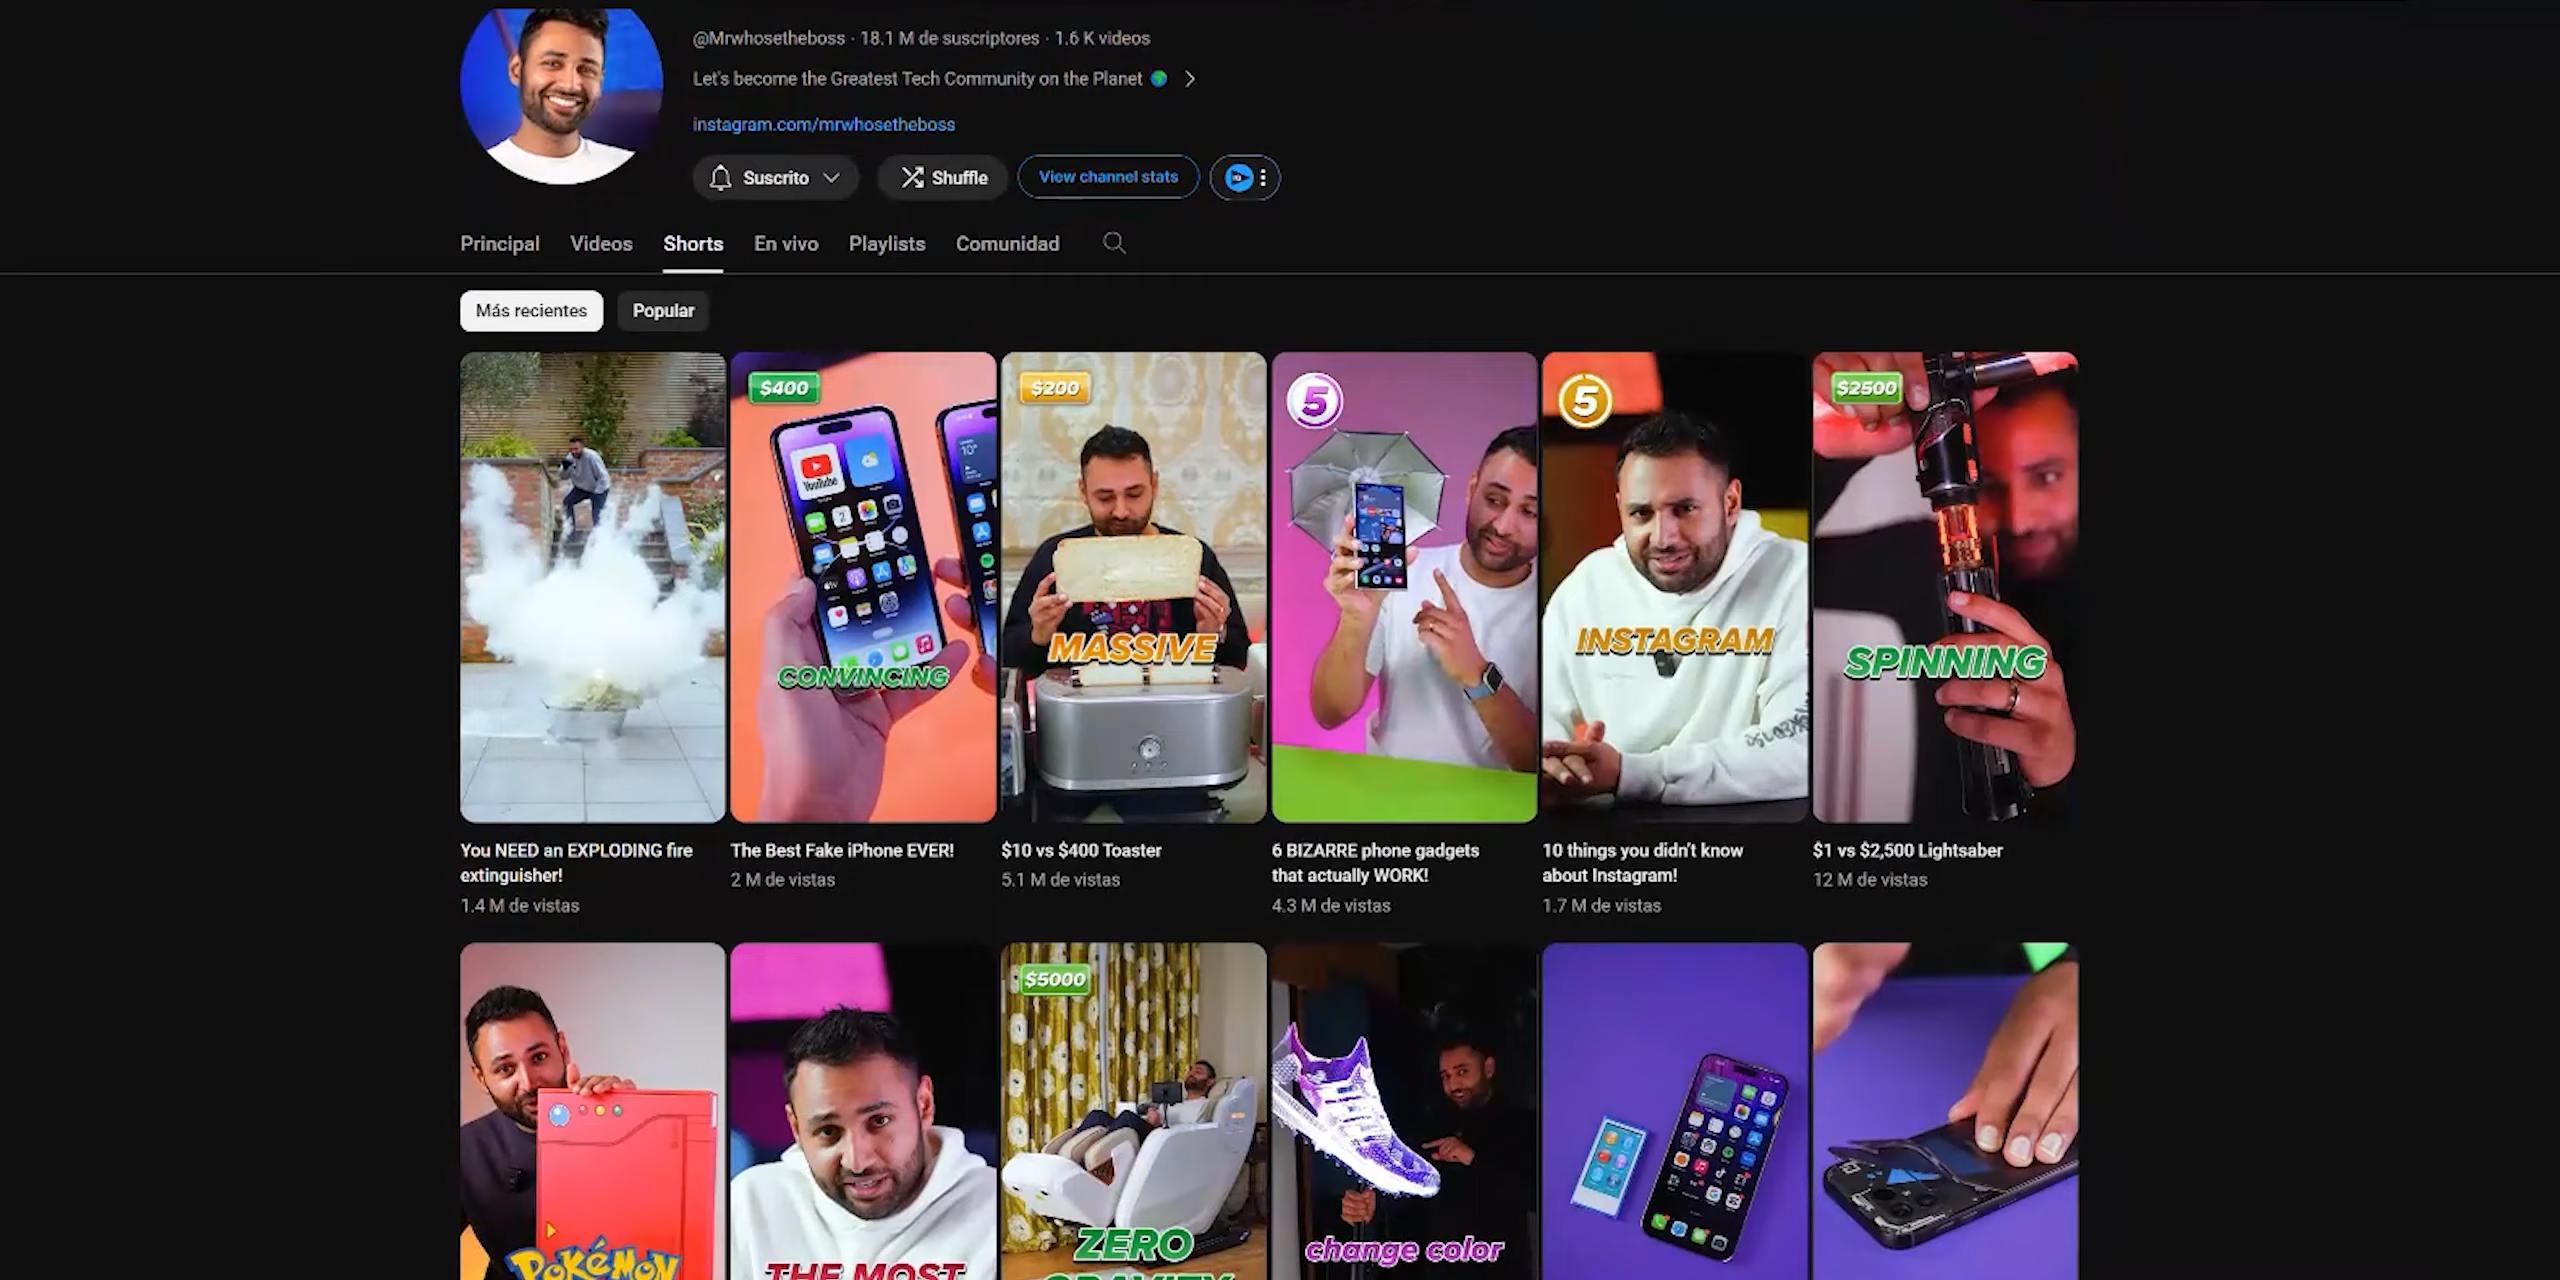 @Mrwhosetheboss · 18.1 M de suscriptores · 1.6 K videos
Let's become the Greatest Tech Community on the Planet
instagram.com/mrwhosetheboss
Suscrito
Shuffle
View channel stats
Principal
Videos
Shorts
En vivo
Playlists
Comunidad
Más recientes
Popular
$400
YouTube
CONVINCING
$200
MASSIVE
5
5
INSTAGRAM
$2500
SPINNING
You NEED an EXPLODING fire
extinguisher!
1.4 M de vistas
The Best Fake iPhone EVER!
2 M de vistas
$10 vs $400 Toaster
5.1 M de vistas
6 BIZARRE phone gadgets
that actually WORK!
4.3 M de vistas
10 things you didn't know
about Instagram!
1.7 M de vistas
$1 vs $2,500 Lightsaber
12 M de vistas
POKéMON
THE MOST
$5000
ZERO
GRAVITY
change color